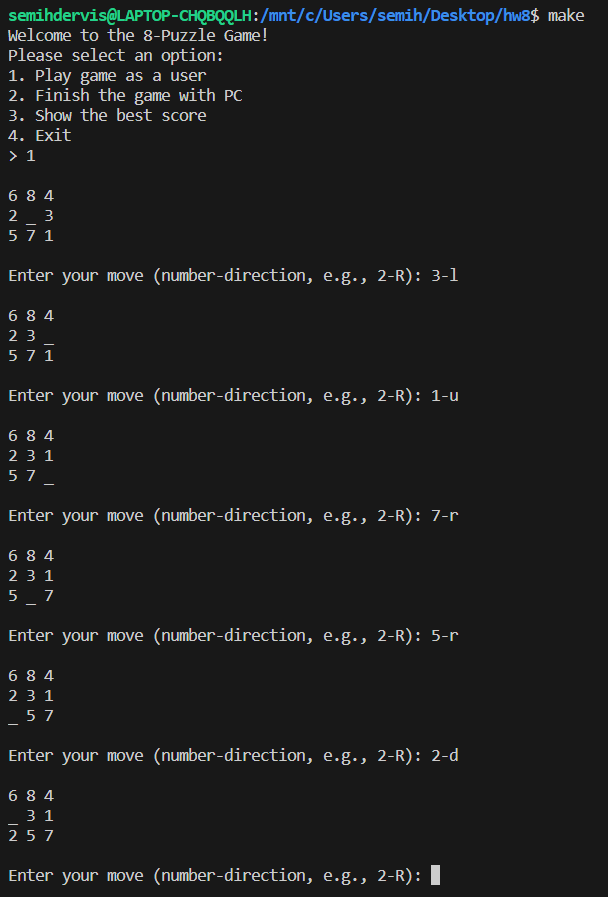 semihdervis@LAPTOP-CHQBQQLH:/mnt/c/Users/semih/Desktop/hw8$ make
Welcome to the 8-Puzzle Game!
Please select an option:
1. Play game as a user
2. Finish the game with PC
3. Show the best score
4. Exit
> 1
6 8 4
2 _ 3
5 7 1
Enter your move (number-direction, e.g., 2-R): 3-l
6 8 4
2 3 _
5 7 1
Enter your move (number-direction, e.g., 2-R): 1-u
6 8 4
2 3 1
5 7 _
Enter your move (number-direction, e.g., 2-R): 7-r
6 8 4
2 3 1
5 _ 7
Enter your move (number-direction, e.g., 2-R): 5-r
6 8 4
2 3 1
_ 5 7
Enter your move (number-direction, e.g., 2-R): 2-d
6 8 4
_ 3 1
2 5 7
Enter your move (number-direction, e.g., 2-R):